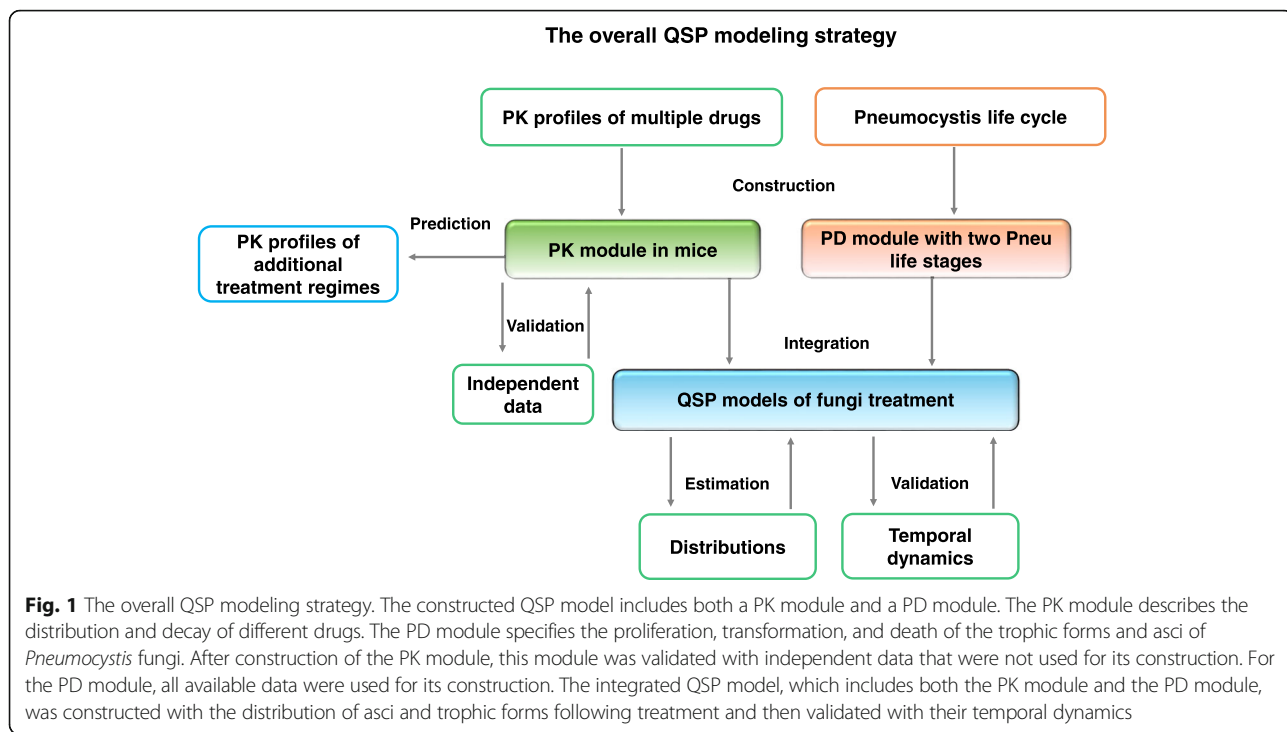 The overall QSP modeling strategy
PK profiles of multiple drugs
Pneumocystis life cycle
Construction
Prediction
PK profiles of
additional
treatment regimes
PK module in mice
PD module with two Pneu
life stages
Validation
Integration
Independent
data
QSP models of fungi treatment
Estimation
Validation
Distributions
Temporal
dynamics
Fig. 1 The overall QSP modeling strategy. The constructed QSP model includes both a PK module and a PD module. The PK module describes the
distribution and decay of different drugs. The PD module specifies the proliferation, transformation, and death of the trophic forms and asci of
Pneumocystis fungi. After construction of the PK module, this module was validated with independent data that were not used for its construction. For
the PD module, all available data were used for its construction. The integrated QSP model, which includes both the PK module and the PD module,
was constructed with the distribution of asci and trophic forms following treatment and then validated with their temporal dynamics